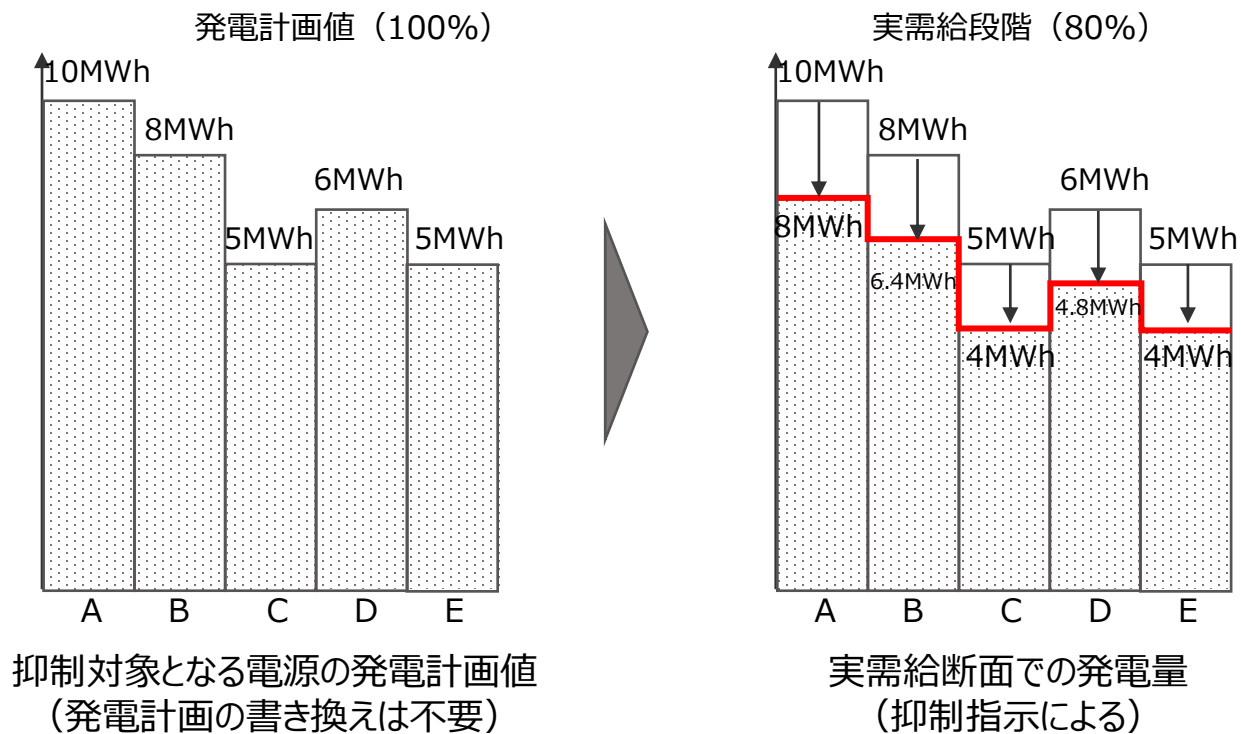 発電計画値（100%）
10MWh
8MWh
5MWh
6MWh
5MWh
A
B
C
D
E
抑制対象となる電源の発電計画値
（発電計画の書き換えは不要）
実需給段階（80%）
10MWh
8MWh
5MWh
6MWh
5MWh
8MWh
6.4MWh
4MWh
4.8MWh
4MWh
A
B
C
D
E
実需給断面での発電量
（抑制指示による）